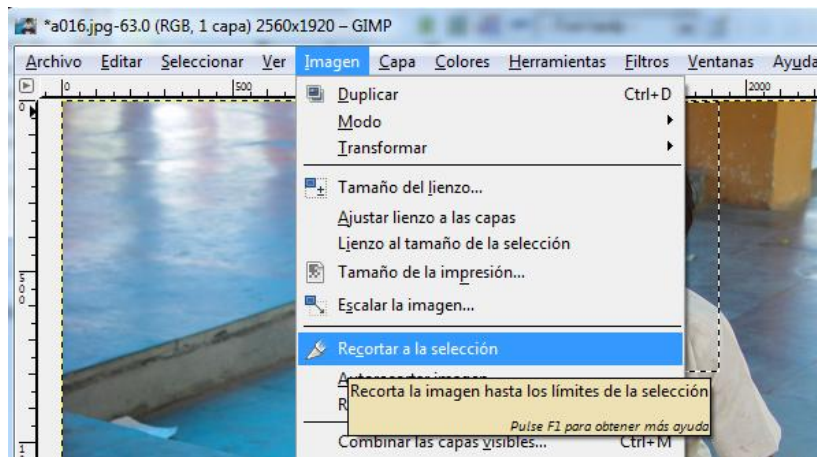 *a016.jpg-63.0 (RGB, 1 capa) 2560x1920 – GIMP
Archivo Editar Seleccionar Ver Imagen Capa Colores Herramientas Filtros Ventanas Ayuda
0 500 2000
Duplicar Ctrl+D
Modo
Transformar
Tamaño del lienzo...
Ajustar lienzo a las capas
Lienzo al tamaño de la selección
Tamaño de la impresión...
Escalar la imagen...
Recortar a la selección
Recorta la imagen hasta los límites de la selección
Pulse F1 para obtener más ayuda
Combinar las capas visibles... Ctrl+M